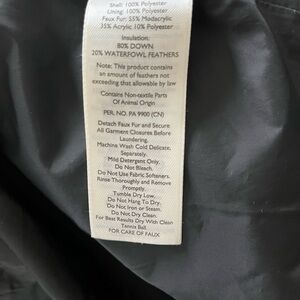 Shell: 100% Polyester
Lining: 100% Polyester
Faux Fur: 55% Modacrylic
35% Acrylic 10% Polyester
Insulation:
80% DOWN
20% WATERFOWL FEATHERS
Note: This product contains
an amount of feathers not
exceeding that allowable by law
Contains Non-textile Parts
Of Animal Origin
PER. NO. PA 9900 (CN)
Detach Faux Fur and Secure
All Garment Closures Before
Laundering.
Machine Wash Cold Delicate,
Separately.
Mild Detergent Only.
Do Not Bleach.
Do Not Use Fabric Softeners.
Rinse Thoroughly and Remove
Promptly.
Tumble Dry Low.
Do Not Hang To Dry.
Do Not Iron or Steam.
Do Not Dry Clean.
For Best Results Dry With Clean
Tennis Ball.
FOR CARE OF FAUX